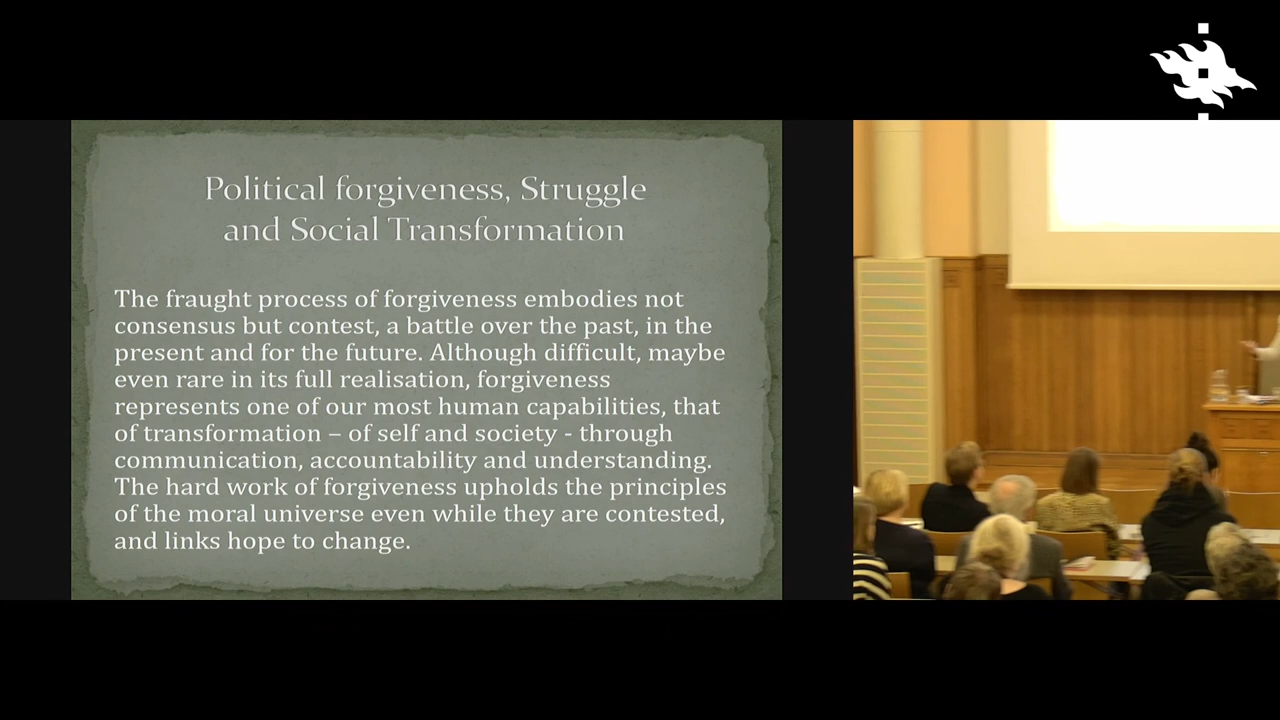 Political forgiveness, Struggle
and Social Transformation
The fraught process of forgiveness embodies not
consensus but contest, a battle over the past, in the
present and for the future. Although difficult, maybe
even rare in its full realisation, forgiveness
represents one of our most human capabilities, that
of transformation – of self and society - through
communication, accountability and understanding.
The hard work of forgiveness upholds the principles
of the moral universe even while they are contested,
and links hope to change.